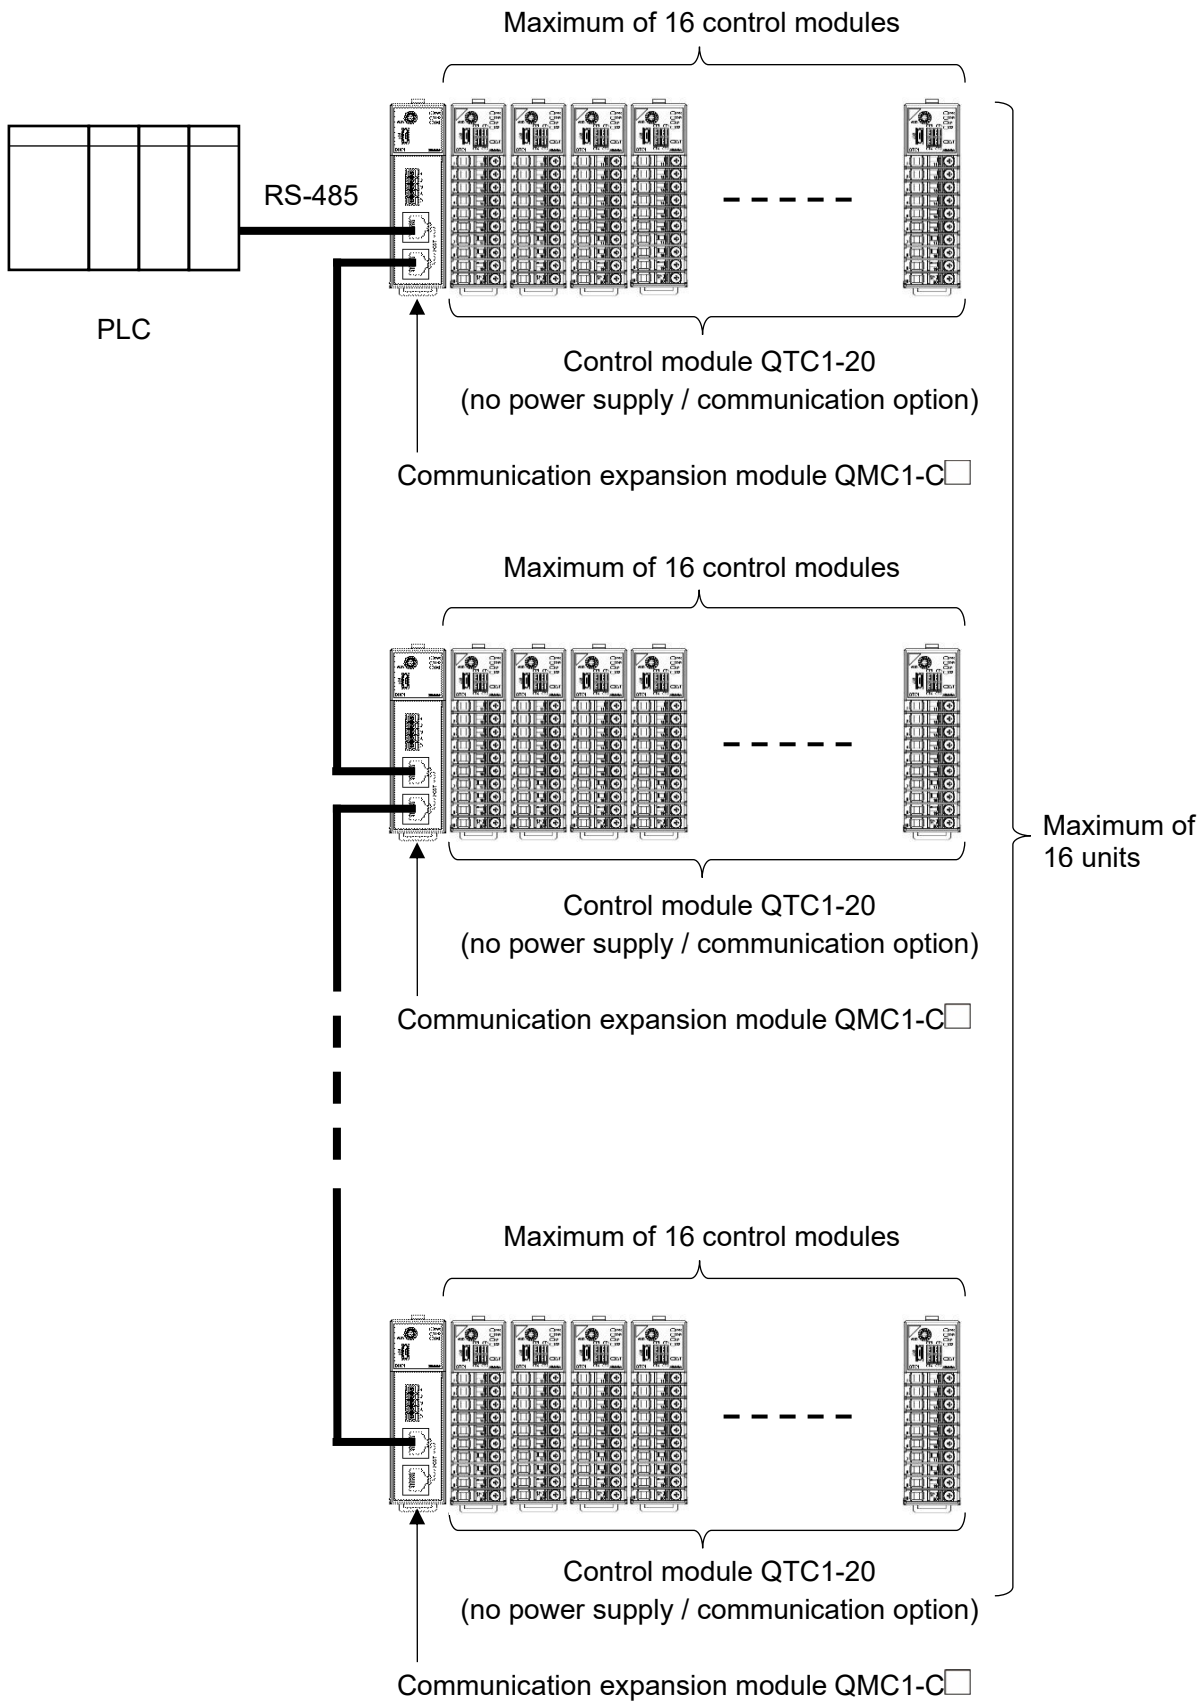 Maximum of 16 control modules
RS-485
PLC
Control module QTC1-20
(no power supply / communication option)
Communication expansion module QMC1-C□
Maximum of 16 control modules
Maximum of
16 units
Control module QTC1-20
(no power supply / communication option)
Communication expansion module QMC1-C□
Maximum of 16 control modules
Control module QTC1-20
(no power supply / communication option)
Communication expansion module QMC1-C□